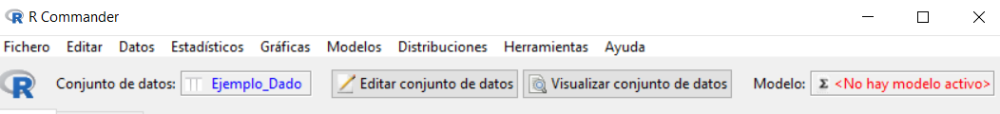 R R Commander
Fichero Editar Datos Estadísticos Gráficas Modelos Distribuciones Herramientas Ayuda
R Conjunto de datos: Ejemplo_Dado Editar conjunto de datos Visualizar conjunto de datos Modelo: Σ <No hay modelo activo>